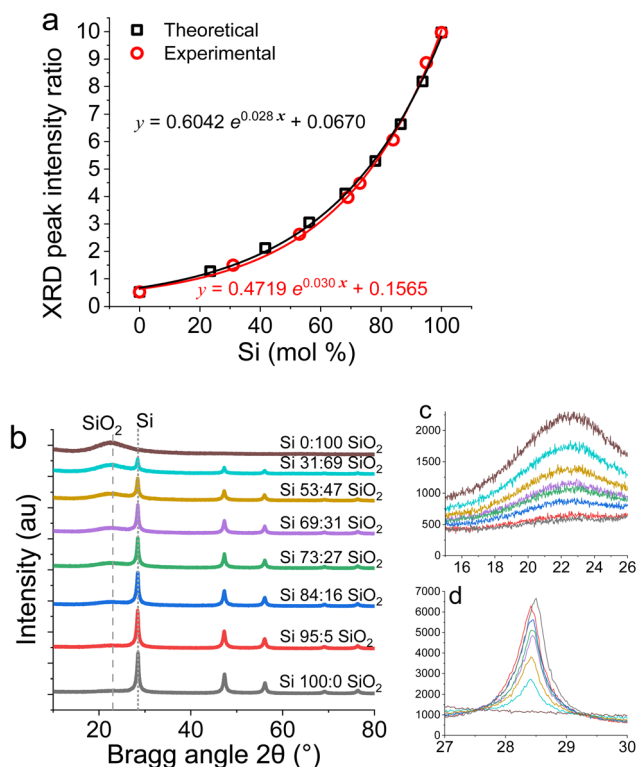 a
Theoretical
Experimental
y = 0.6042 e^0.028 x + 0.0670
y = 0.4719 e^0.030 x + 0.1565
XRD peak intensity ratio
10
9
8
7
6
5
4
3
2
1
0
0 20 40 60 80 100
Si (mol %)
b
SiO₂ Si
Si 0:100 SiO₂
Si 31:69 SiO₂
Si 53:47 SiO₂
Si 69:31 SiO₂
Si 73:27 SiO₂
Si 84:16 SiO₂
Si 95:5 SiO₂
Si 100:0 SiO₂
Intensity (au)
20 40 60 80
Bragg angle 2θ (°)
c
2500
2000
1500
1000
500
0
16 18 20 22 24 26
d
7000
6000
5000
4000
3000
2000
1000
0
27 28 29 30